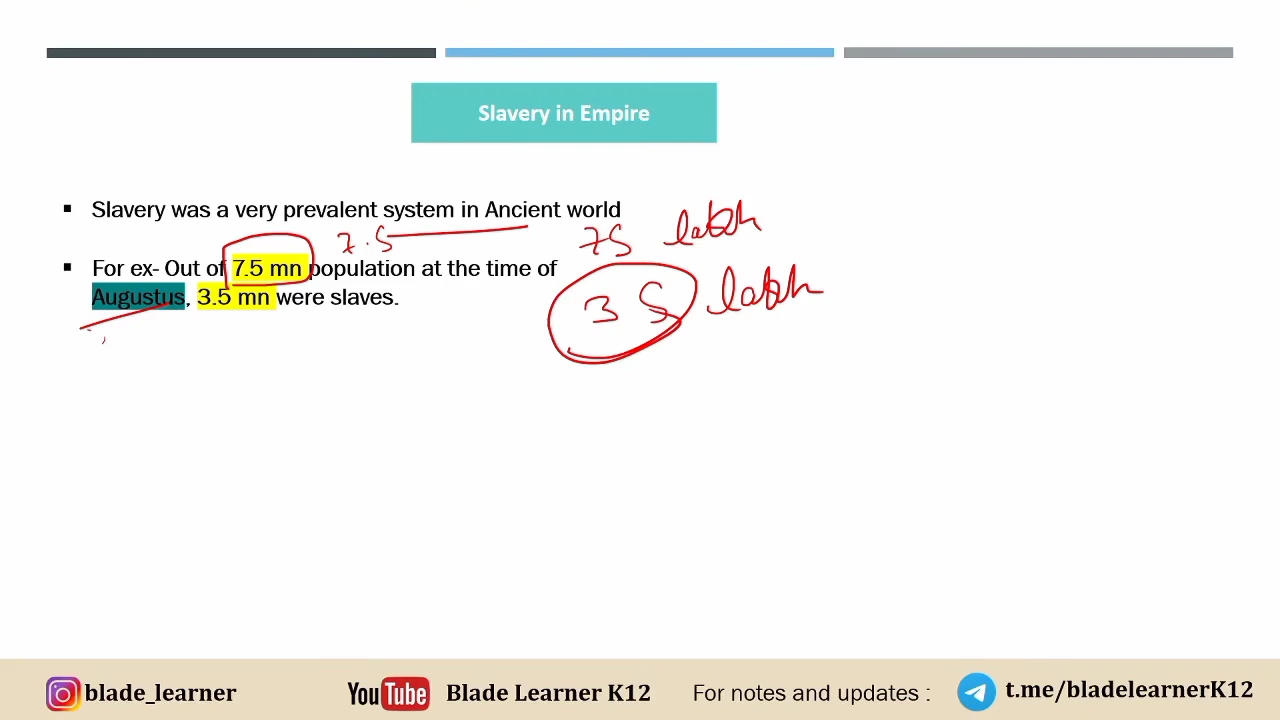 Slavery in Empire
▪ Slavery was a very prevalent system in Ancient world
7.5 75 lakh
▪ For ex- Out of 7.5 mn population at the time of
Augustus, 3.5 mn were slaves.
35 lakh
blade_learner YouTube Blade Learner K12 For notes and updates : t.me/bladelearnerK12